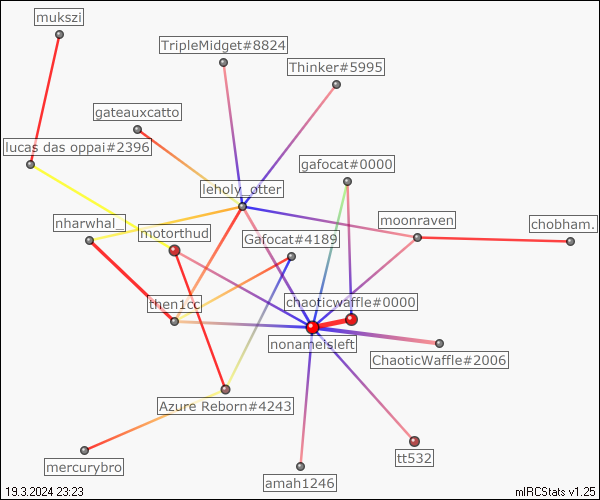 mukszi
TripleMidget#8824
Thinker#5995
gateauxcatto
lucas das oppai#2396
gafocat#0000
leholy_otter
nharwhal_
motorthud
moonraven
chobham.
Gafocat#4189
then1cc
chaoticwaffle#0000
nonameisleft
ChaoticWaffle#2006
Azure Reborn#4243
mercurybro
tt532
amah1246
19.3.2024 23:23
mIRCStats v1.25